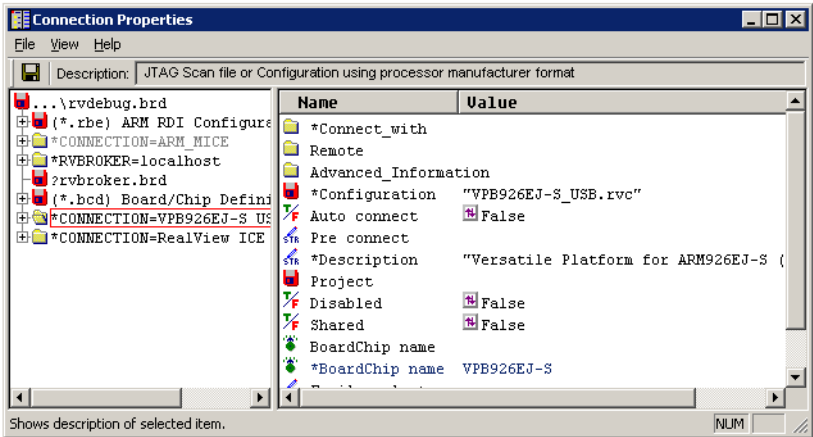 Connection Properties
File View Help
Description: JTAG Scan file or Configuration using processor manufacturer format
...\rvdebug.brd
(*.rbe) ARM RDI Configura
*CONNECTION=ARM_MICE
*RVBROKER=localhost
?rvbroker.brd
(*.bcd) Board/Chip Defini
*CONNECTION=VPB926EJ-S US
*CONNECTION=RealView ICE
Name Value
*Connect_with
Remote
Advanced_Information
*Configuration "VPB926EJ-S_USB.rvc"
T/F Auto connect False
STR Pre connect
STR *Description "Versatile Platform for ARM926EJ-S (
Project
T/F Disabled False
T/F Shared False
BoardChip name
*BoardChip name VPB926EJ-S
Shows description of selected item. NUM